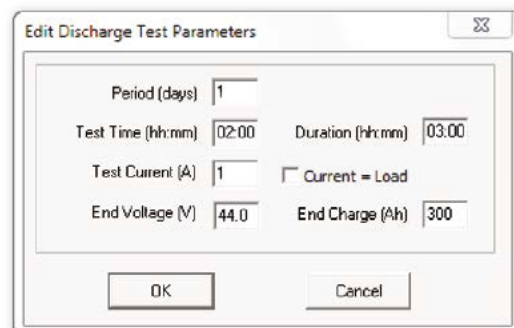 Edit Discharge Test Parameters
Period (days) 1
Test Time (hh:mm) 02:00 Duration (hh:mm) 03:00
Test Current (A) 1 Current = Load
End Voltage (V) 44.0 End Charge (Ah) 300
OK Cancel